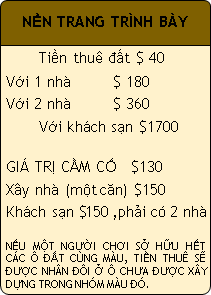 NỀN TRANG TRÌNH BÀY
Tiền thuê đất $ 40
Với 1 nhà $ 180
Với 2 nhà $ 360
Với khách sạn $1700
GIÁ TRỊ CẦM CỐ $130
Xây nhà (một căn) $150
Khách sạn $150 ,phải có 2 nhà
NẾU MỘT NGƯỜI CHƠI SỞ HỮU HẾT
CÁC Ô ĐẤT CÙNG MÀU, TIỀN THUÊ SẼ
ĐƯỢC NHÂN ĐÔI Ở Ô CHƯA ĐƯỢC XÂY
DỰNG TRONG NHÓM MÀU ĐÓ.